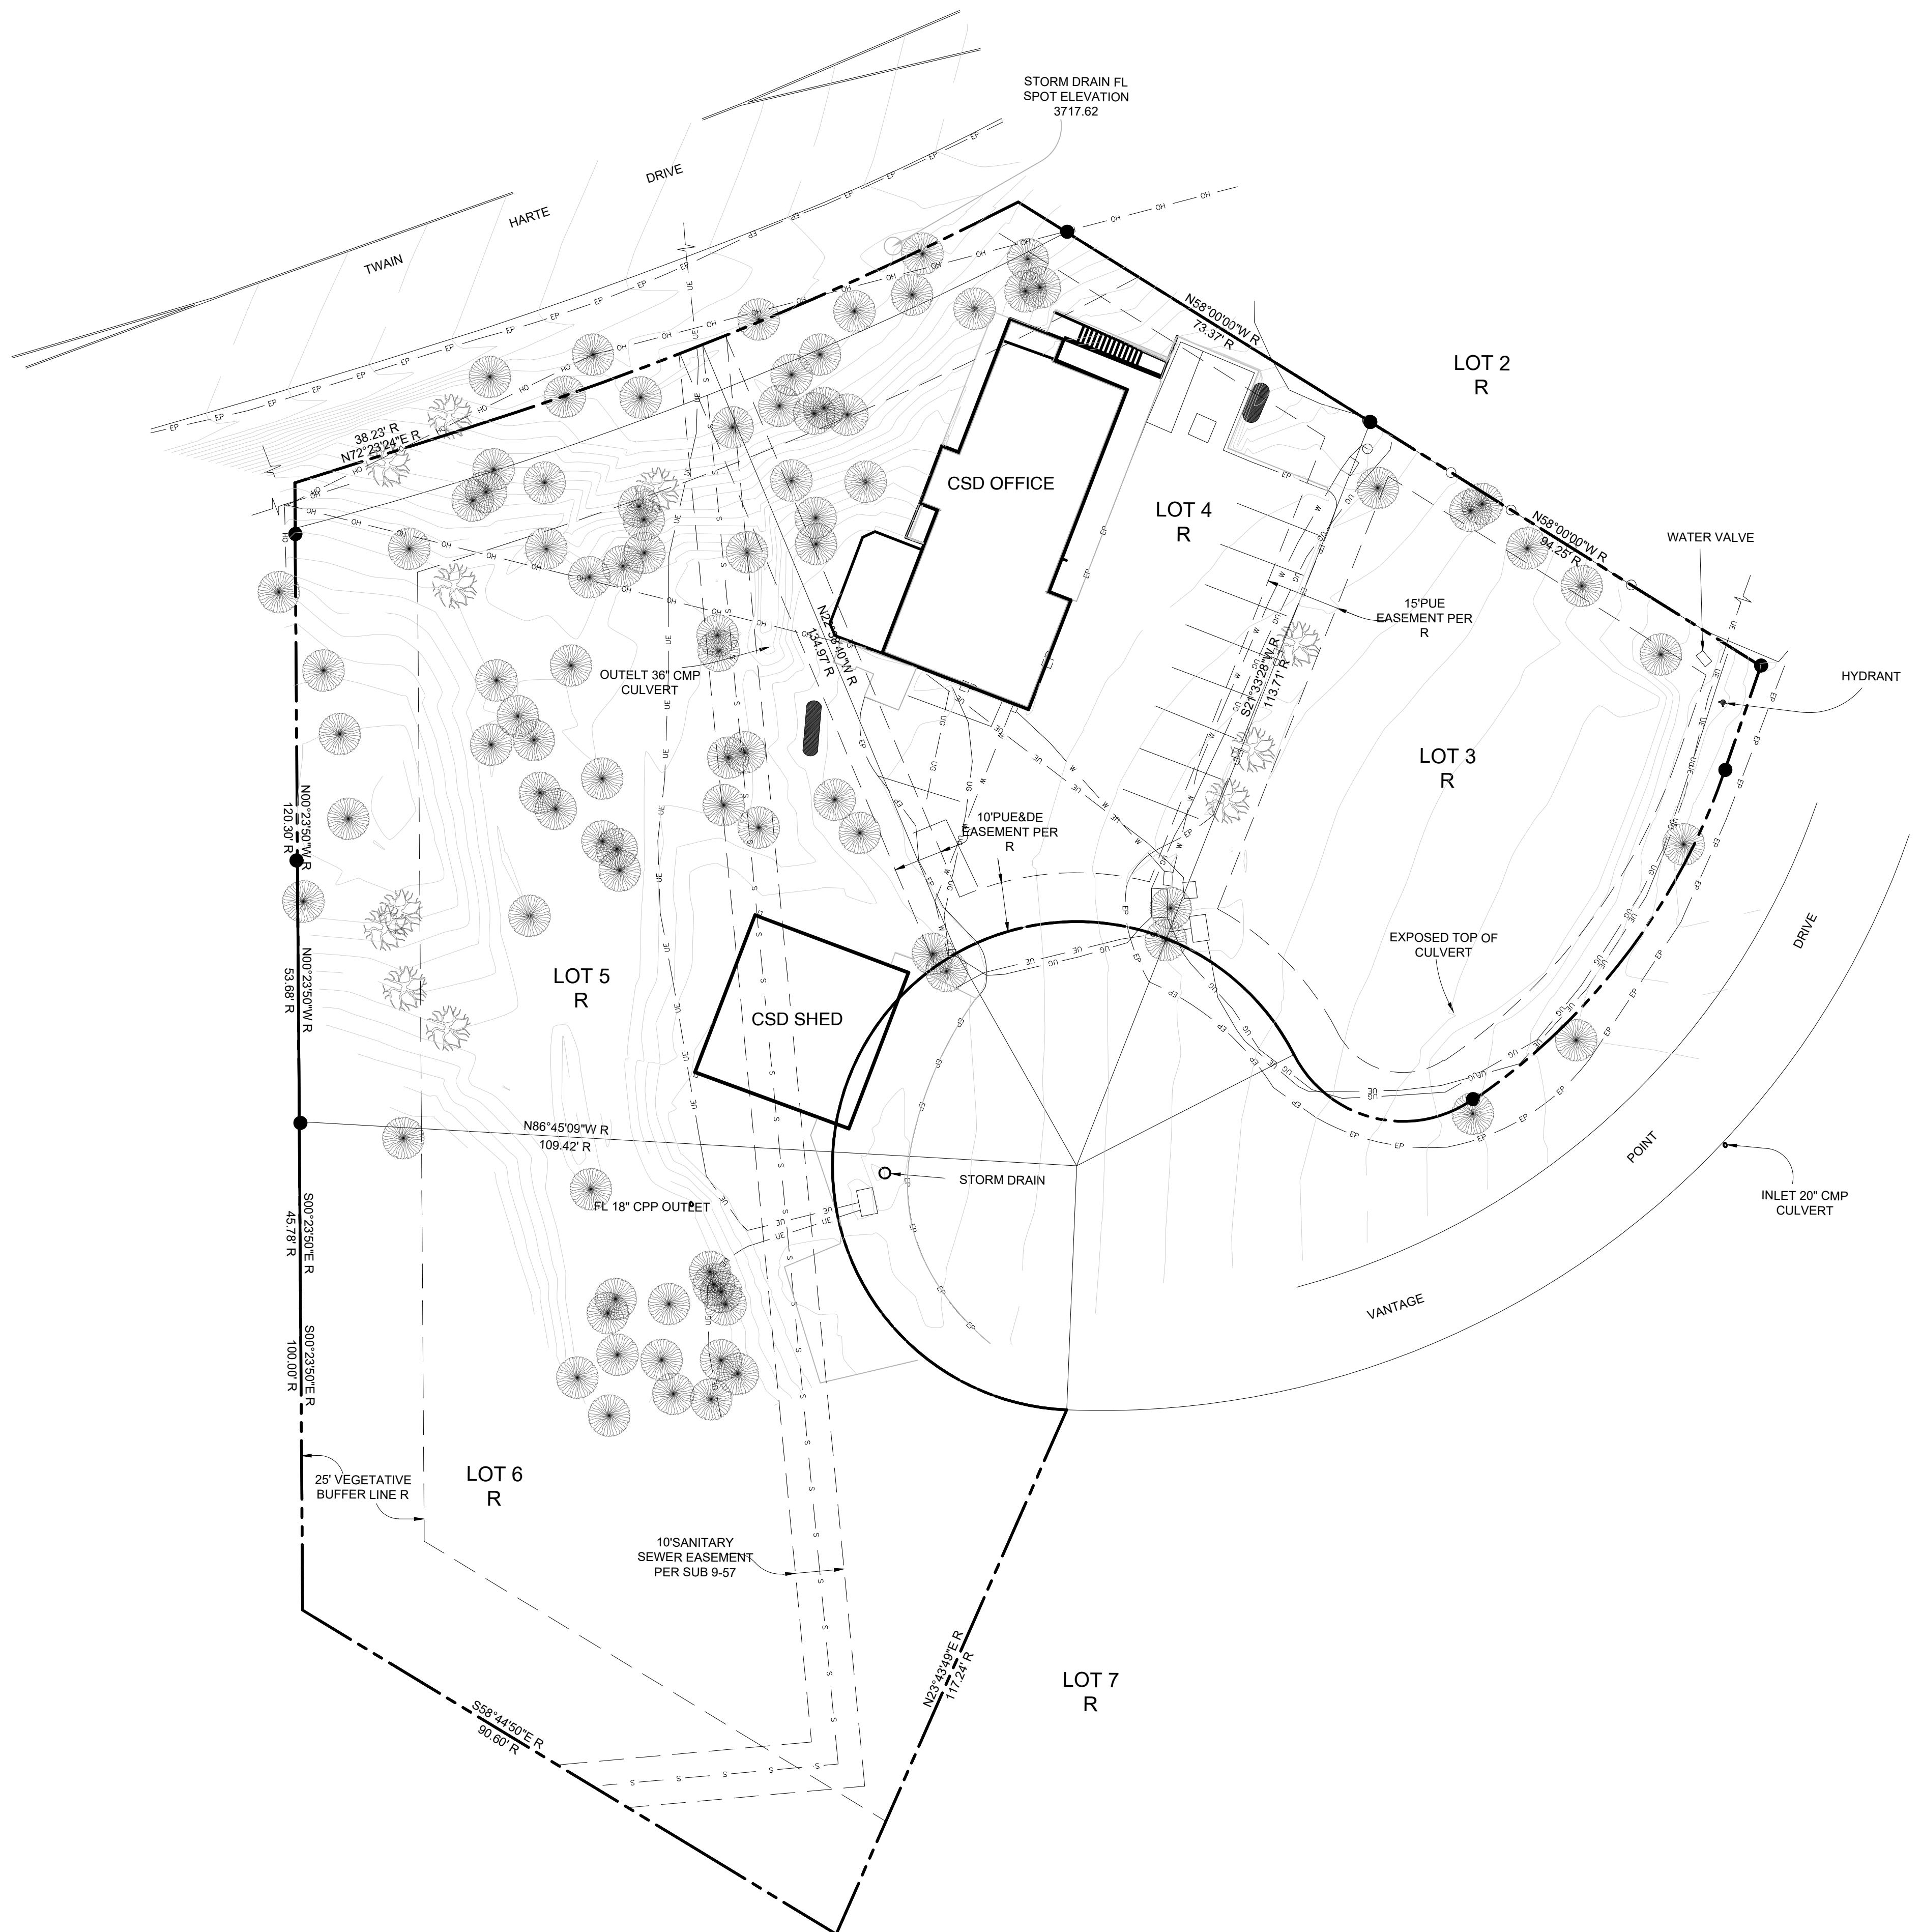 STORM DRAIN FL
SPOT ELEVATION
3717.62
TWAIN HARTE DRIVE
38.23' R
N72°23'24"E R
N58°00'00"W R
73.37' R
LOT 2
R
CSD OFFICE
LOT 4
R
N58°00'00"W R
94.25' R
WATER VALVE
15'PUE
EASEMENT PER
R
HYDRANT
OUTELT 36" CMP
CULVERT
134.97' R
S21°33'28"W R
113.71' R
LOT 3
R
N00°23'50"W R
120.30' R
10'PUE&DE
EASEMENT PER
R
EXPOSED TOP OF
CULVERT
N00°23'50"W R
53.68' R
LOT 5
R
CSD SHED
N86°45'09"W R
109.42' R
STORM DRAIN
FL 18" CPP OUTLET
VANTAGE POINT DRIVE
INLET 20" CMP
CULVERT
S00°23'50"E R
45.78' R
S00°23'50"E R
100.00' R
25' VEGETATIVE
BUFFER LINE R
LOT 6
R
10'SANITARY
SEWER EASEMENT
PER SUB 9-57
N23°43'49"E R
117.24' R
LOT 7
R
S58°44'50"E R
90.60' R